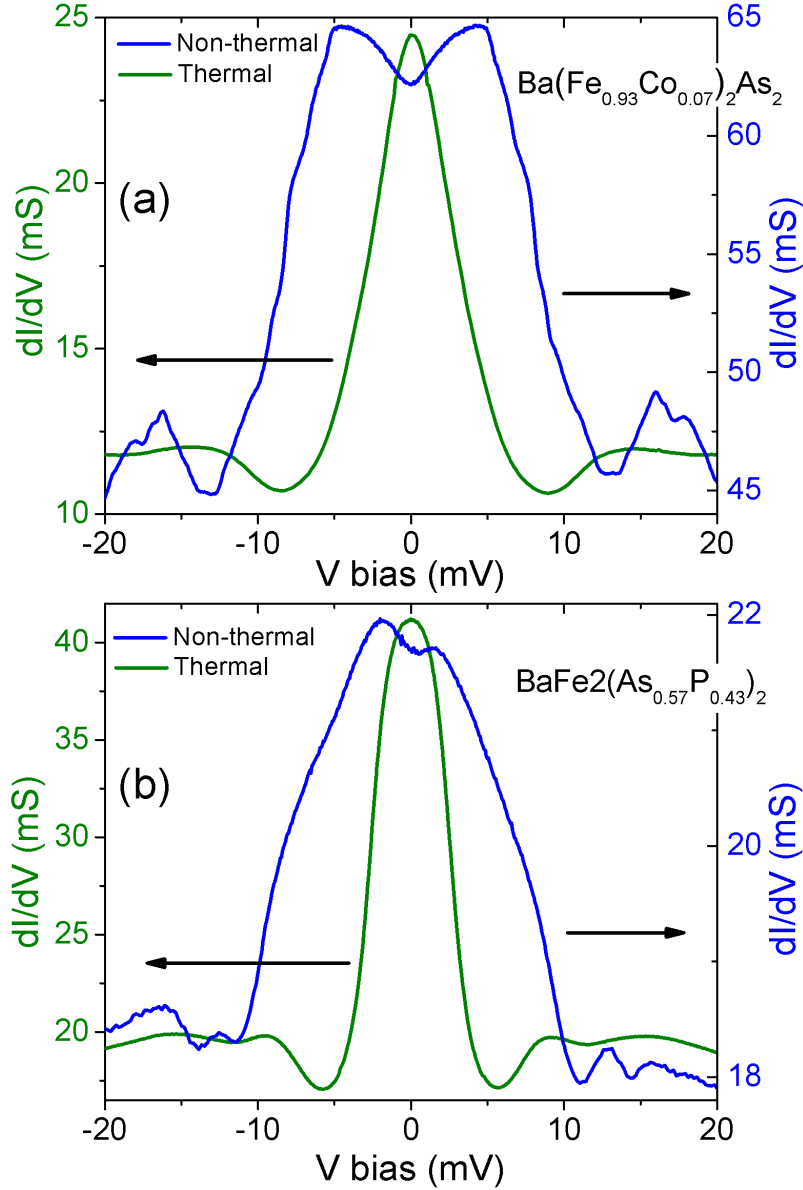 25
65
Non-thermal
Thermal
Ba(Fe0.93Co0.07)2As2
60
20
(a)
dI/dV (mS)
55
dI/dV (mS)
15
50
45
10
-20 -10 0 10 20
V bias (mV)
22
40
Non-thermal
Thermal
BaFe2(As0.57P0.43)2
35
(b)
dI/dV (mS)
30
20
dI/dV (mS)
25
20
18
-20 -10 0 10 20
V bias (mV)